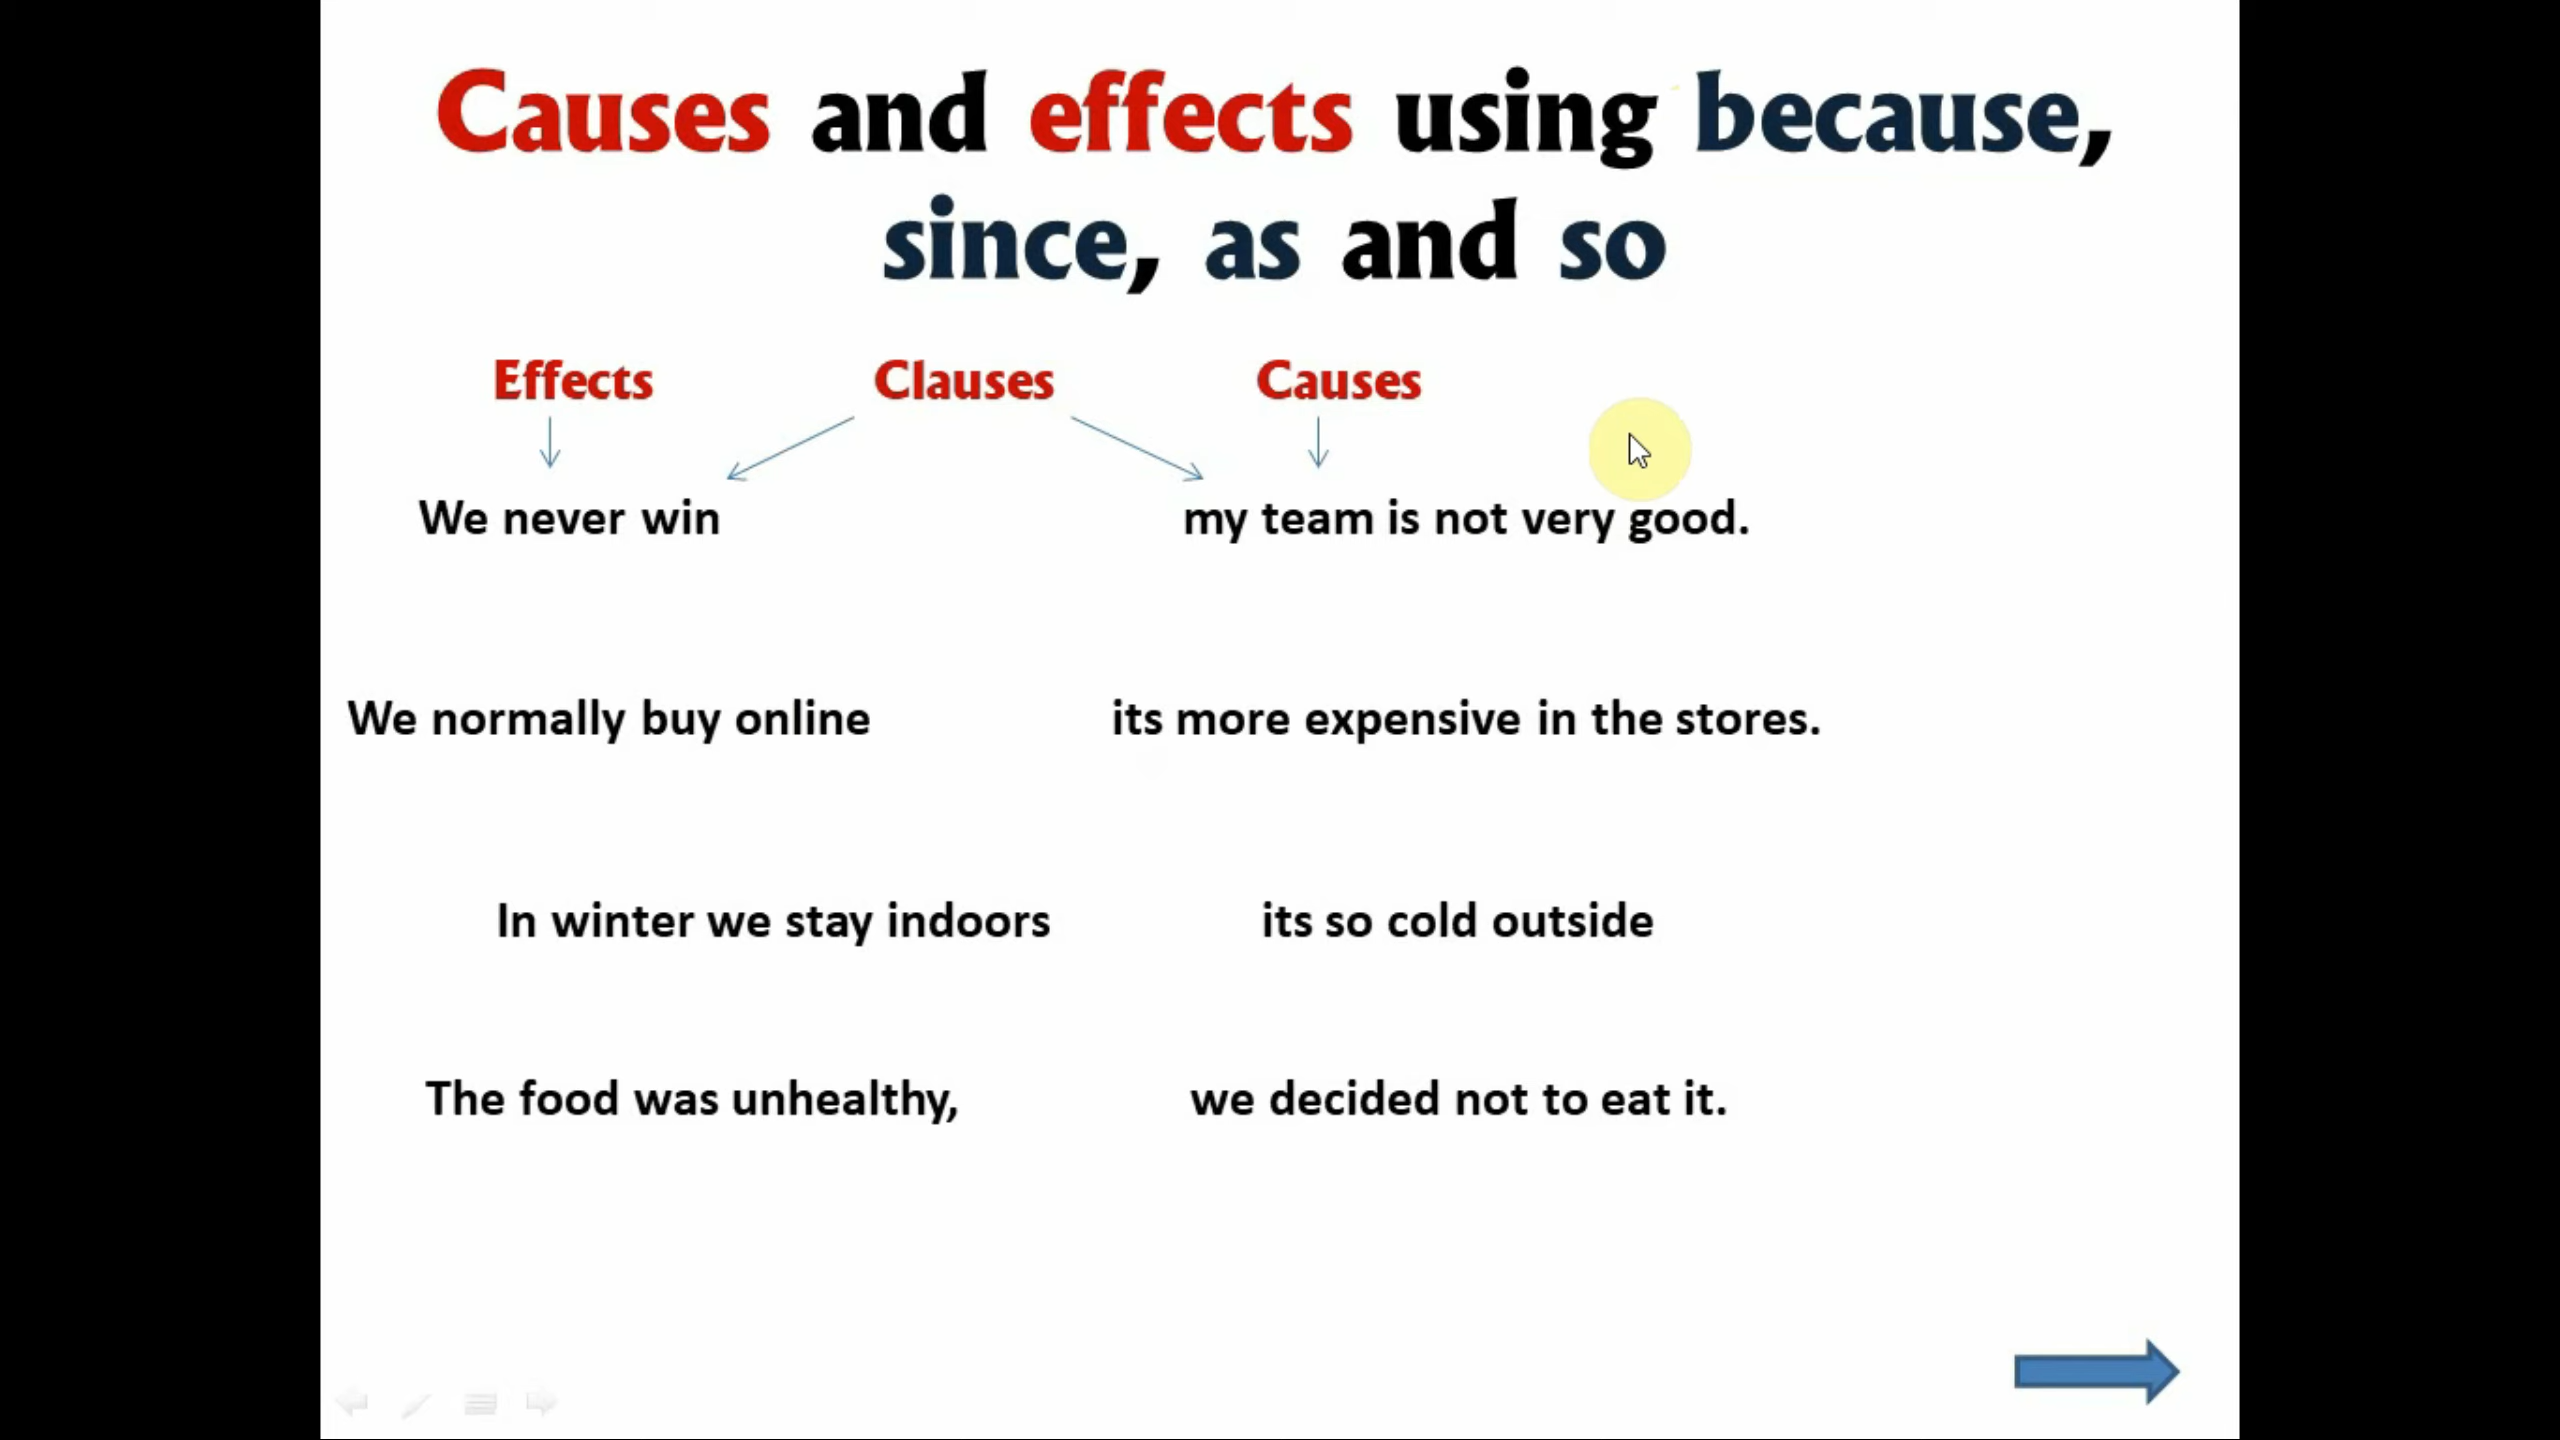 Causes and effects using because,
since, as and so
Effects Clauses Causes
We never win my team is not very good.
We normally buy online its more expensive in the stores.
In winter we stay indoors its so cold outside
The food was unhealthy, we decided not to eat it.